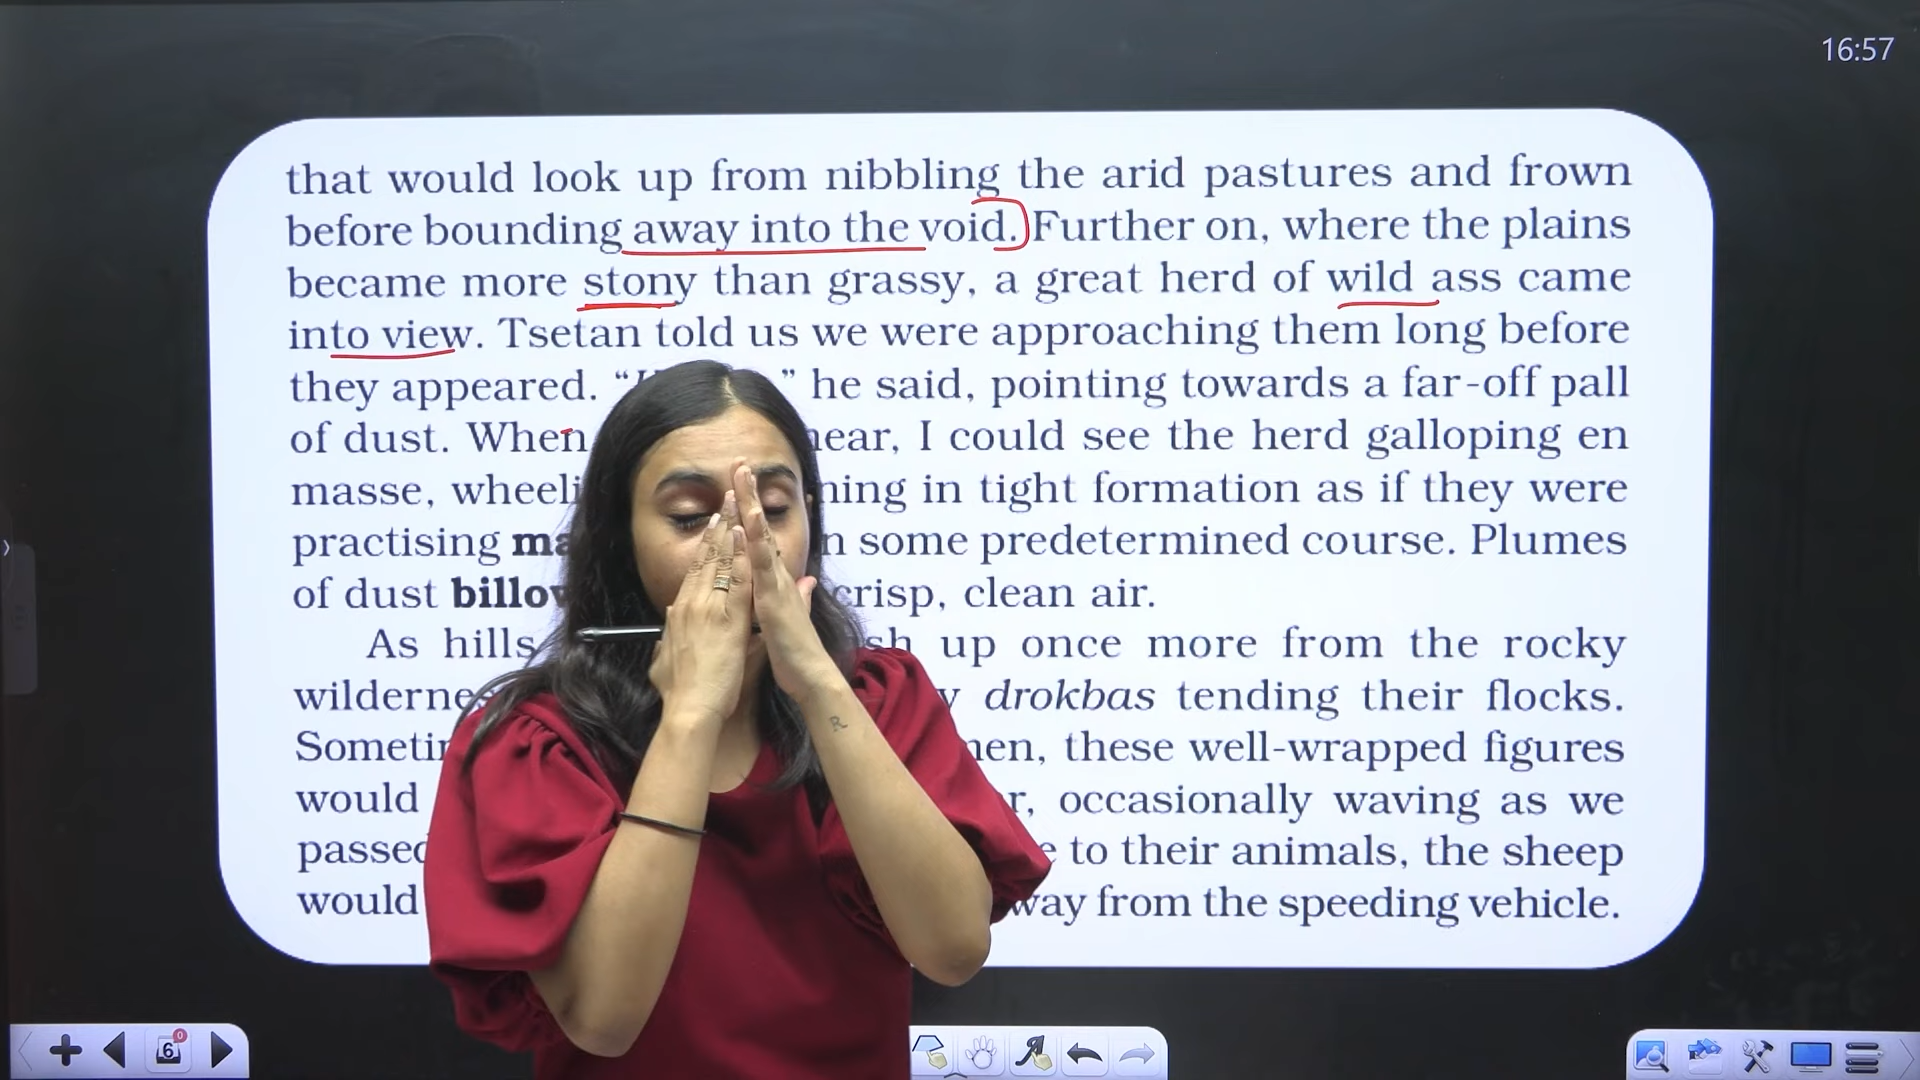 16:57
that would look up from nibbling the arid pastures and frown
before bounding away into the void. Further on, where the plains
became more stony than grassy, a great herd of wild ass came
into view. Tsetan told us we were approaching them long before
they appeared. “ ” he said, pointing towards a far-off pall
of dust. When near, I could see the herd galloping en
masse, wheeli ning in tight formation as if they were
practising ma n some predetermined course. Plumes
of dust billow crisp, clean air.
As hills sh up once more from the rocky
wilderness y drokbas tending their flocks.
Sometim men, these well-wrapped figures
would r, occasionally waving as we
passed e to their animals, the sheep
would way from the speeding vehicle.
R
6
0